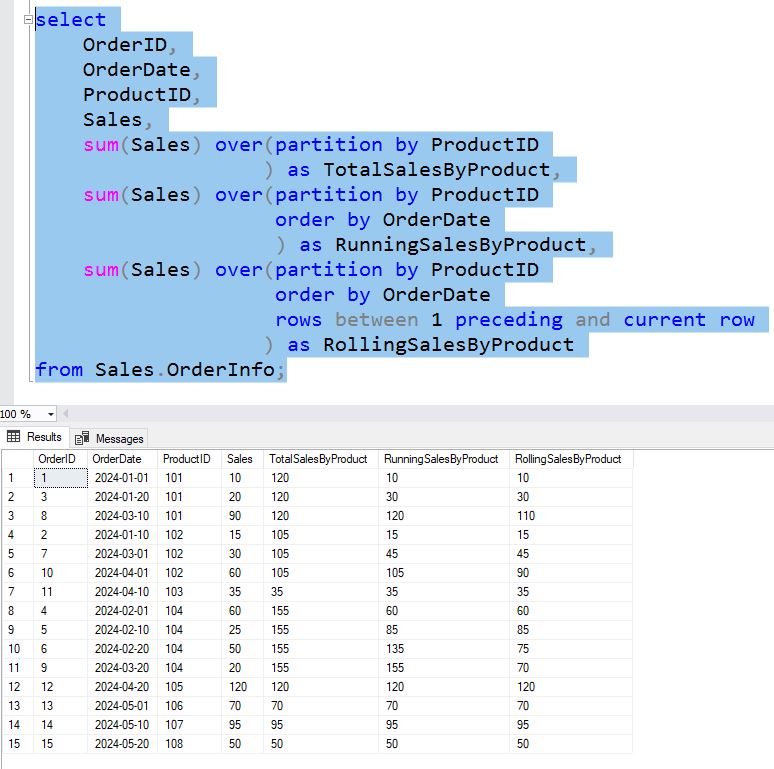 select
OrderID,
OrderDate,
ProductID,
Sales,
sum(Sales) over(partition by ProductID
) as TotalSalesByProduct,
sum(Sales) over(partition by ProductID
order by OrderDate
) as RunningSalesByProduct,
sum(Sales) over(partition by ProductID
order by OrderDate
rows between 1 preceding and current row
) as RollingSalesByProduct
from Sales.OrderInfo;
100 %
Results Messages
OrderID OrderDate ProductID Sales TotalSalesByProduct RunningSalesByProduct RollingSalesByProduct
1 1 2024-01-01 101 10 120 10 10
2 3 2024-01-20 101 20 120 30 30
3 8 2024-03-10 101 90 120 120 110
4 2 2024-01-10 102 15 105 15 15
5 7 2024-03-01 102 30 105 45 45
6 10 2024-04-01 102 60 105 105 90
7 11 2024-04-10 103 35 35 35 35
8 4 2024-02-01 104 60 155 60 60
9 5 2024-02-10 104 25 155 85 85
10 6 2024-02-20 104 50 155 135 75
11 9 2024-03-20 104 20 155 155 70
12 12 2024-04-20 105 120 120 120 120
13 13 2024-05-01 106 70 70 70 70
14 14 2024-05-10 107 95 95 95 95
15 15 2024-05-20 108 50 50 50 50